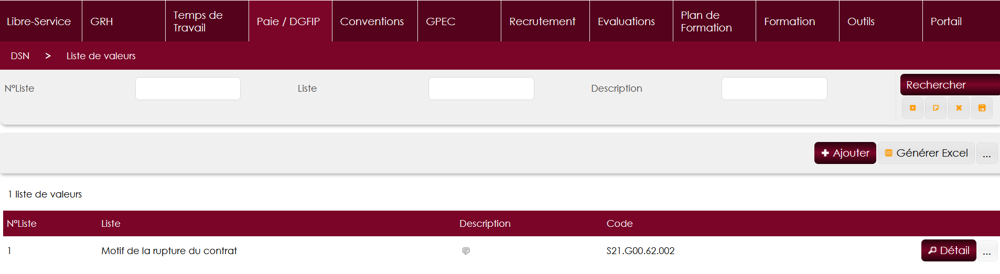 Libre-Service
GRH
Temps de
Travail
Paie / DGFIP
Conventions
GPEC
Recrutement
Evaluations
Plan de
Formation
Formation
Outils
Portail
DSN > Liste de valeurs
N°Liste Liste Description Rechercher
Ajouter Générer Excel ...
1 liste de valeurs
N°Liste Liste Description Code
1 Motif de la rupture du contrat S21.G00.62.002 Détail ...